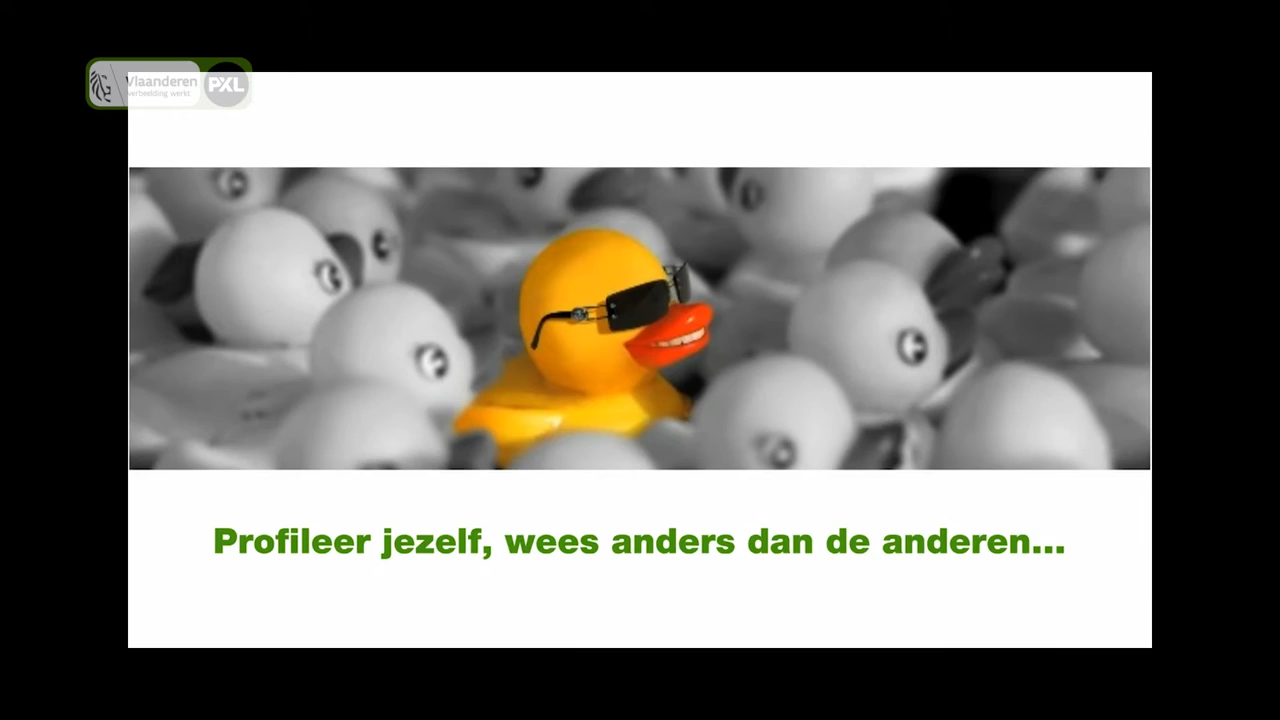 Vlaanderen
verbeelding werkt
PXL
Profileer jezelf, wees anders dan de anderen...